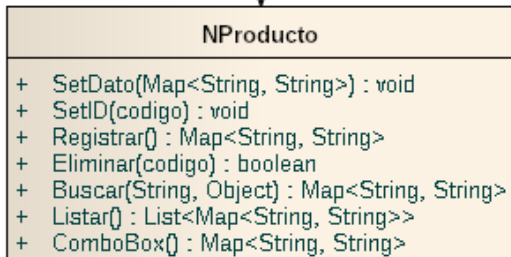 NProducto
+ SetDato(Map<String, String>) : void
+ SetID(codigo) : void
+ Registrar() : Map<String, String>
+ Eliminar(codigo) : boolean
+ Buscar(String, Object) : Map<String, String>
+ Listar() : List<Map<String, String>>
+ ComboBox() : Map<String, String>